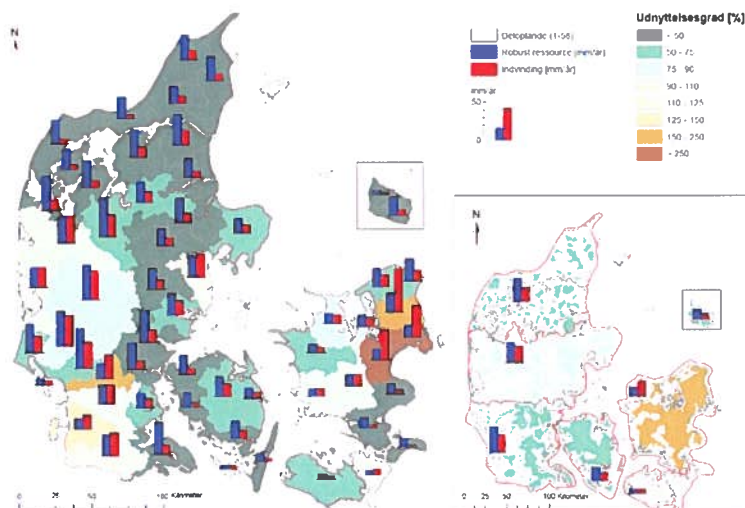 Udnyttelsesgrad [%]
Deloplande (1-50)
Robust ressource [mm/år]
Indvinding [mm/år]
mm/år
50
0
50 - 75
75 - 90
90 - 110
110 - 125
125 - 150
150 - 250
> 250
N
N
0 25 50 100 Kilometer
0 25 50 100 Kilometer